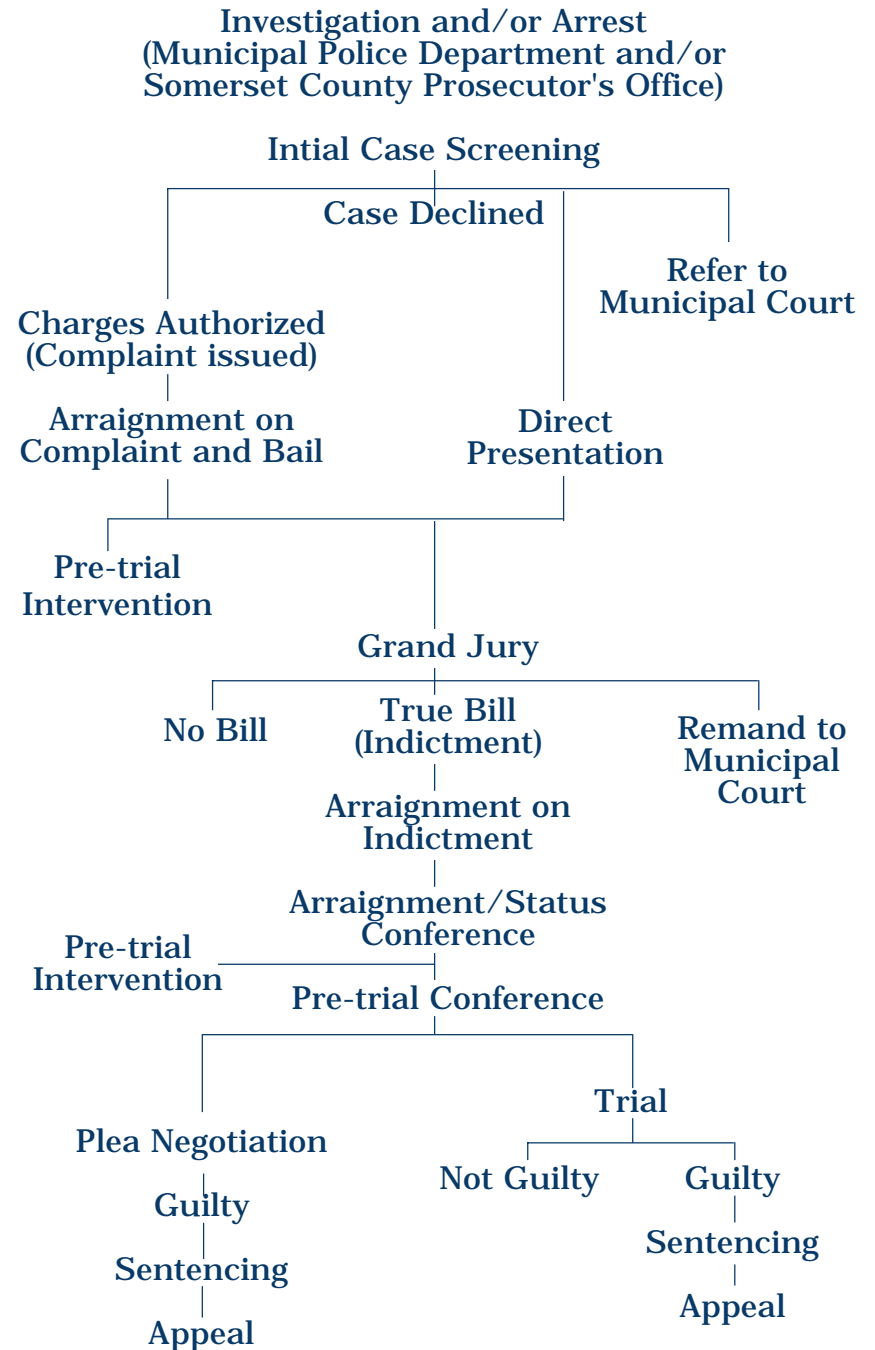 Investigation and/or Arrest
(Municipal Police Department and/or
Somerset County Prosecutor's Office)
Intial Case Screening
Case Declined
Refer to
Municipal Court
Charges Authorized
(Complaint issued)
Arraignment on
Complaint and Bail
Direct
Presentation
Pre-trial
Intervention
Grand Jury
No Bill
True Bill
(Indictment)
Remand to
Municipal
Court
Arraignment on
Indictment
Arraignment/Status
Conference
Pre-trial
Intervention
Pre-trial Conference
Plea Negotiation
Guilty
Sentencing
Appeal
Trial
Not Guilty
Guilty
Sentencing
Appeal